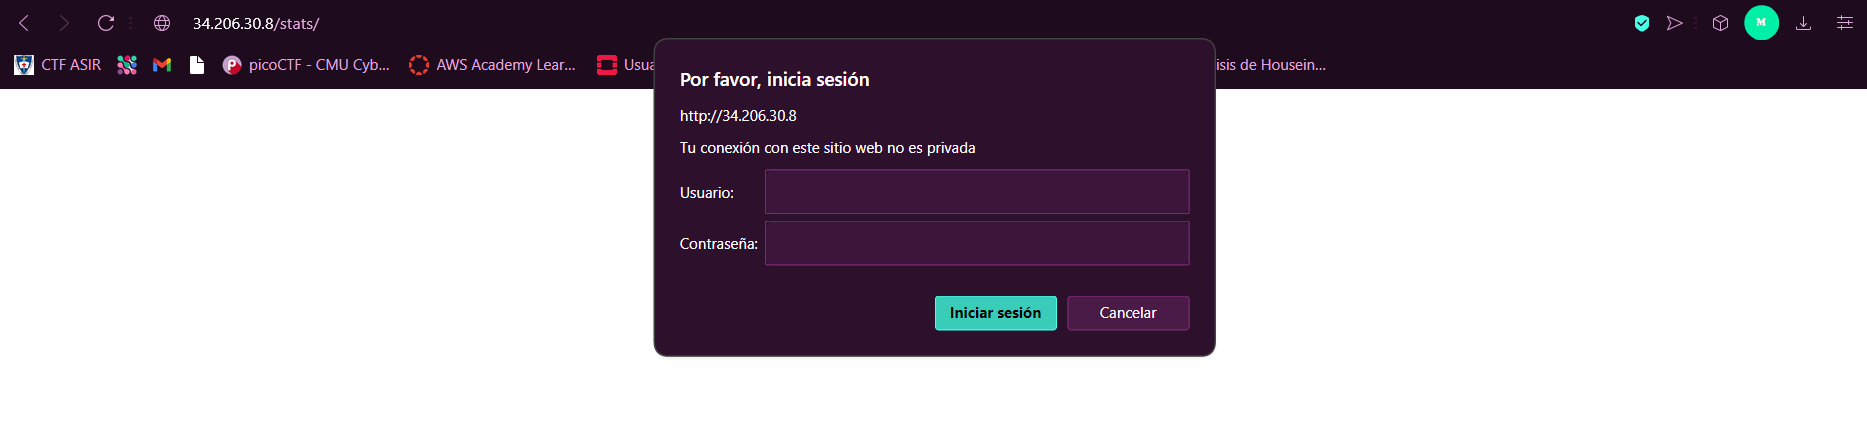 34.206.30.8/stats/
M
CTF ASIR
picoCTF - CMU Cyb...
AWS Academy Lear...
Usua
isis de Housein...
Por favor, inicia sesión
http://34.206.30.8
Tu conexión con este sitio web no es privada
Usuario:
Contraseña:
Iniciar sesión
Cancelar